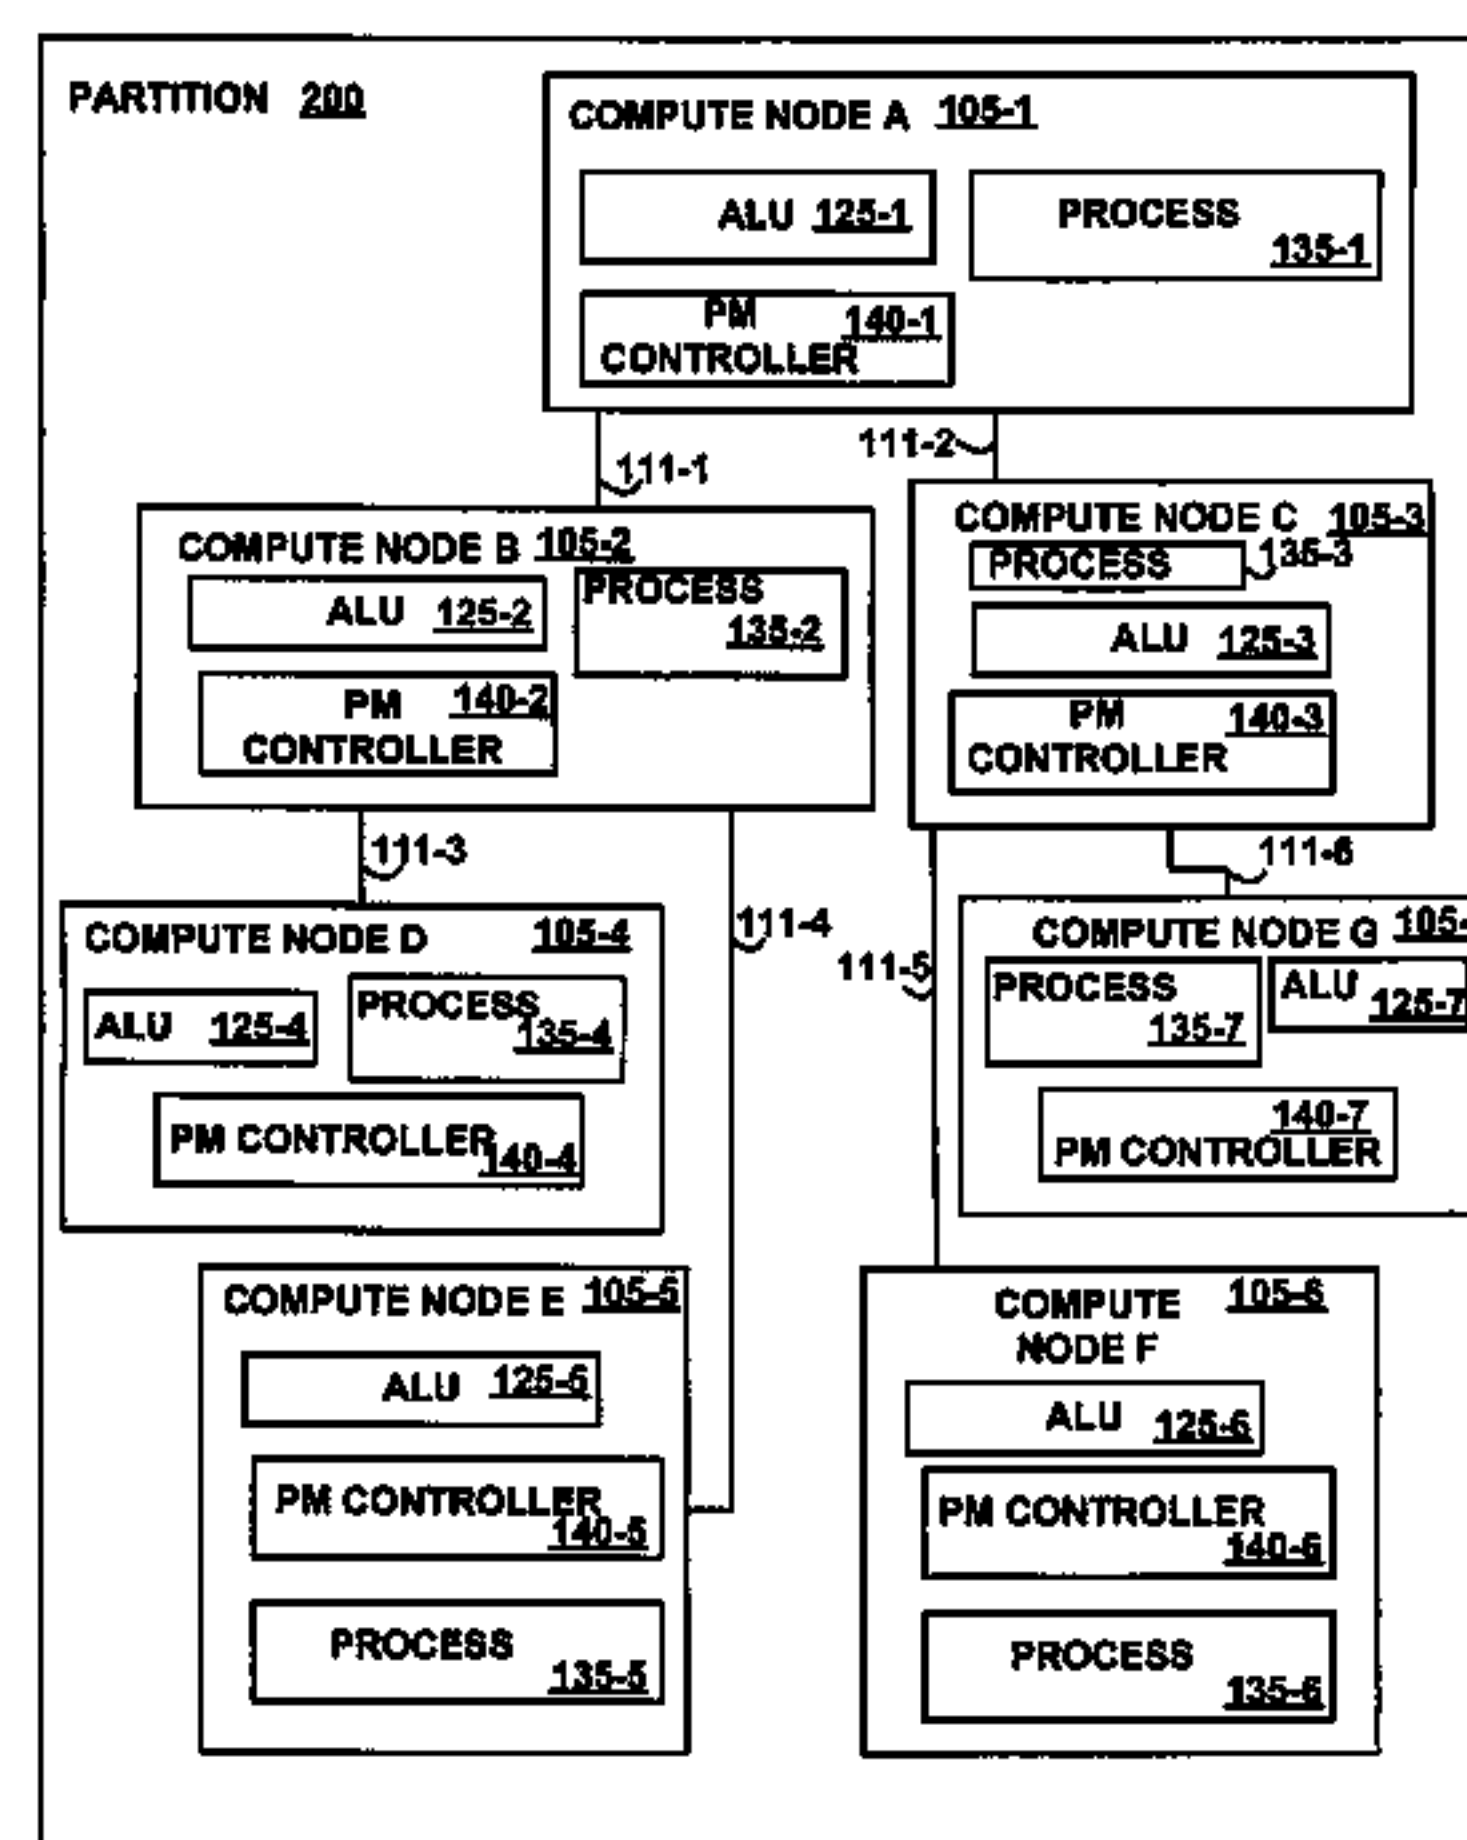 PARTITION 200
COMPUTE NODE A 105-1
ALU 125-1
PROCESS
135-1
PM 140-1
CONTROLLER
111-1
111-2
COMPUTE NODE B 105-2
ALU 125-2
PROCESS
135-2
PM 140-2
CONTROLLER
COMPUTE NODE C 105-3
PROCESS 135-3
ALU 125-3
PM 140-3
CONTROLLER
111-3
111-4
111-5
111-6
COMPUTE NODE D 105-4
ALU 125-4
PROCESS
135-4
PM CONTROLLER
140-4
COMPUTE NODE G 105-
PROCESS
135-7
ALU
125-7
140-7
PM CONTROLLER
COMPUTE NODE E 105-5
ALU 125-5
PM CONTROLLER
140-5
PROCESS
135-5
COMPUTE 105-6
NODE F
ALU 125-6
PM CONTROLLER
140-6
PROCESS
135-6